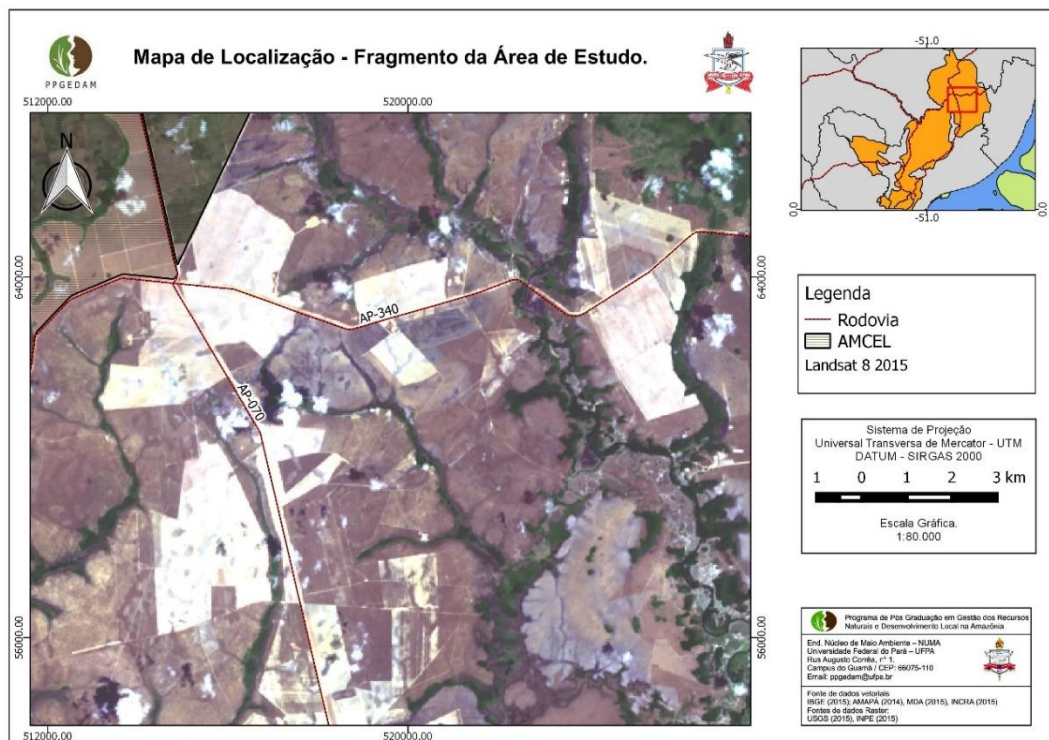 PPGEDAM
Mapa de Localização - Fragmento da Área de Estudo.
512000.00
520000.00
N
64000.00
64000.00
AP-340
AP-070
56000.00
56000.00
512000.00
520000.00
-51.0
0.0
0.0
-51.0
Legenda
Rodovia
AMCEL
Landsat 8 2015
Sistema de Projeção
Universal Transversa de Mercator - UTM
DATUM - SIRGAS 2000
1 0 1 2 3 km
Escala Gráfica.
1:80.000
Programa de Pós Graduação em Gestão dos Recursos
Naturais e Desenvolvimento Local na Amazônia
End. Núcleo de Maio Ambiente – NUMA
Universidade Federal do Pará – UFPA
Rua Augusto Corrêa, nº 1.
Campus do Guamá / CEP: 66075-110
Email: ppgedam@ufpa.br
Fonte de dados vetoriais
IBGE (2015); AMAPÁ (2014), MDA (2015), INCRA (2015)
Fontes de dados Raster:
USGS (2015), INPE (2015)